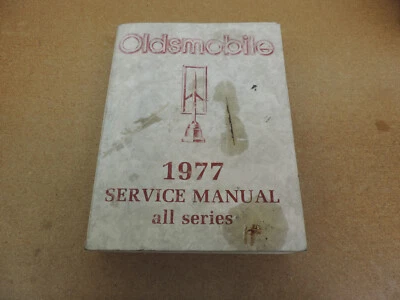 Oldsmobile
1977
SERVICE MANUAL
all series